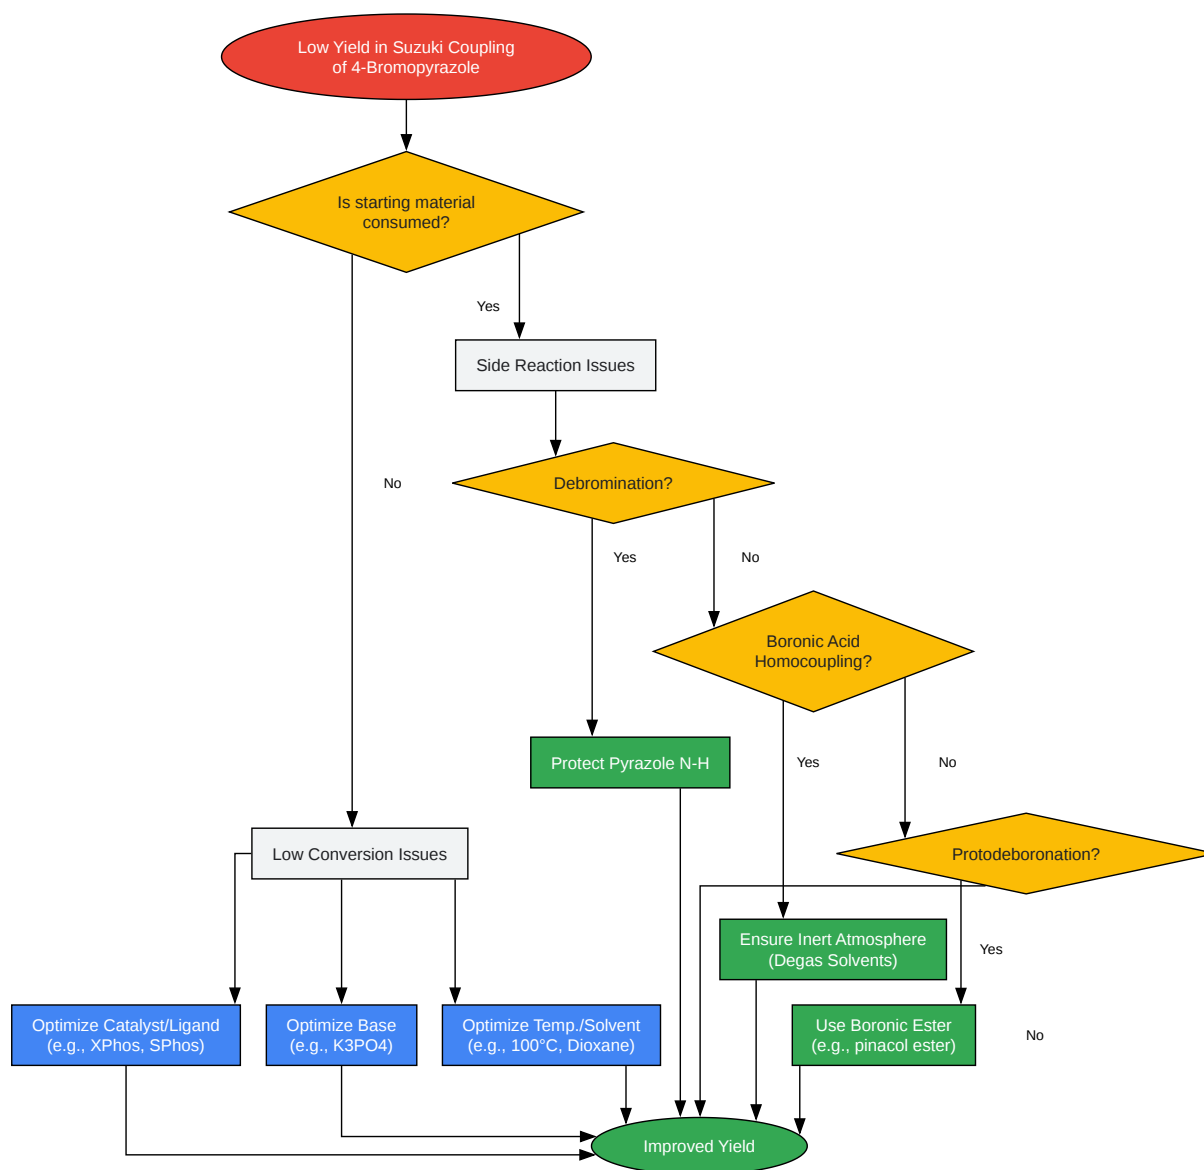 Low Yield in Suzuki Coupling
of 4-Bromopyrazole
Is starting material
consumed?
Yes
Side Reaction Issues
No
Debromination?
Yes
No
Boronic Acid
Homocoupling?
Protect Pyrazole N-H
Yes
No
Low Conversion Issues
Protodeboronation?
Ensure Inert Atmosphere
(Degas Solvents)
Yes
Optimize Catalyst/Ligand
(e.g., XPhos, SPhos)
Optimize Base
(e.g., K3PO4)
Optimize Temp./Solvent
(e.g., 100°C, Dioxane)
Use Boronic Ester
(e.g., pinacol ester)
No
Improved Yield